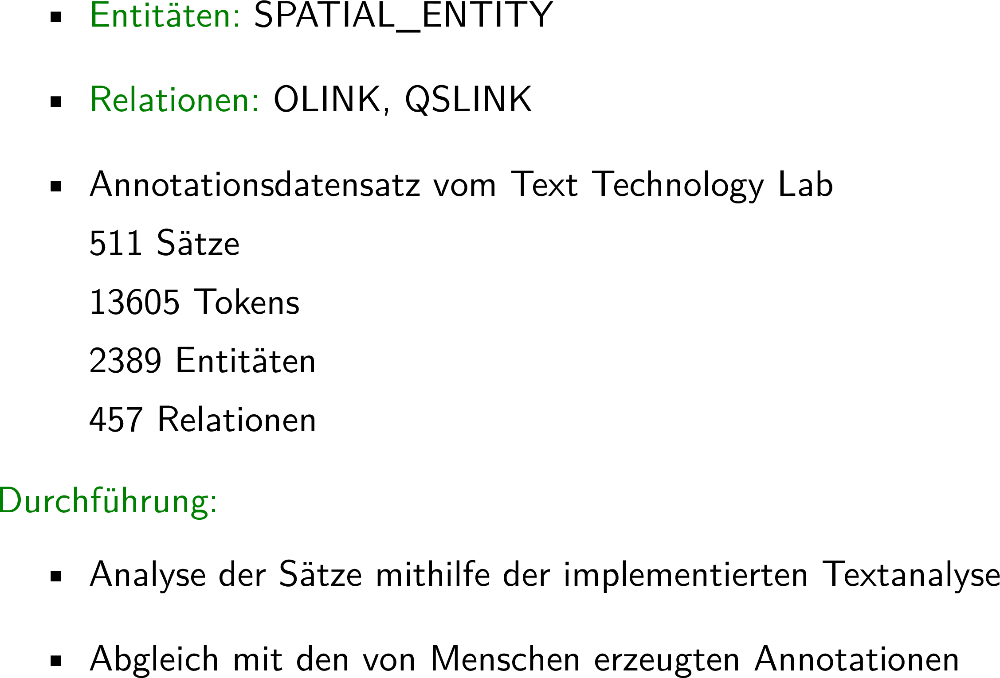 ▪ Entitäten: SPATIAL_ENTITY
▪ Relationen: OLINK, QSLINK
▪ Annotationsdatensatz vom Text Technology Lab
511 Sätze
13605 Tokens
2389 Entitäten
457 Relationen
Durchführung:
▪ Analyse der Sätze mithilfe der implementierten Textanalyse
▪ Abgleich mit den von Menschen erzeugten Annotationen